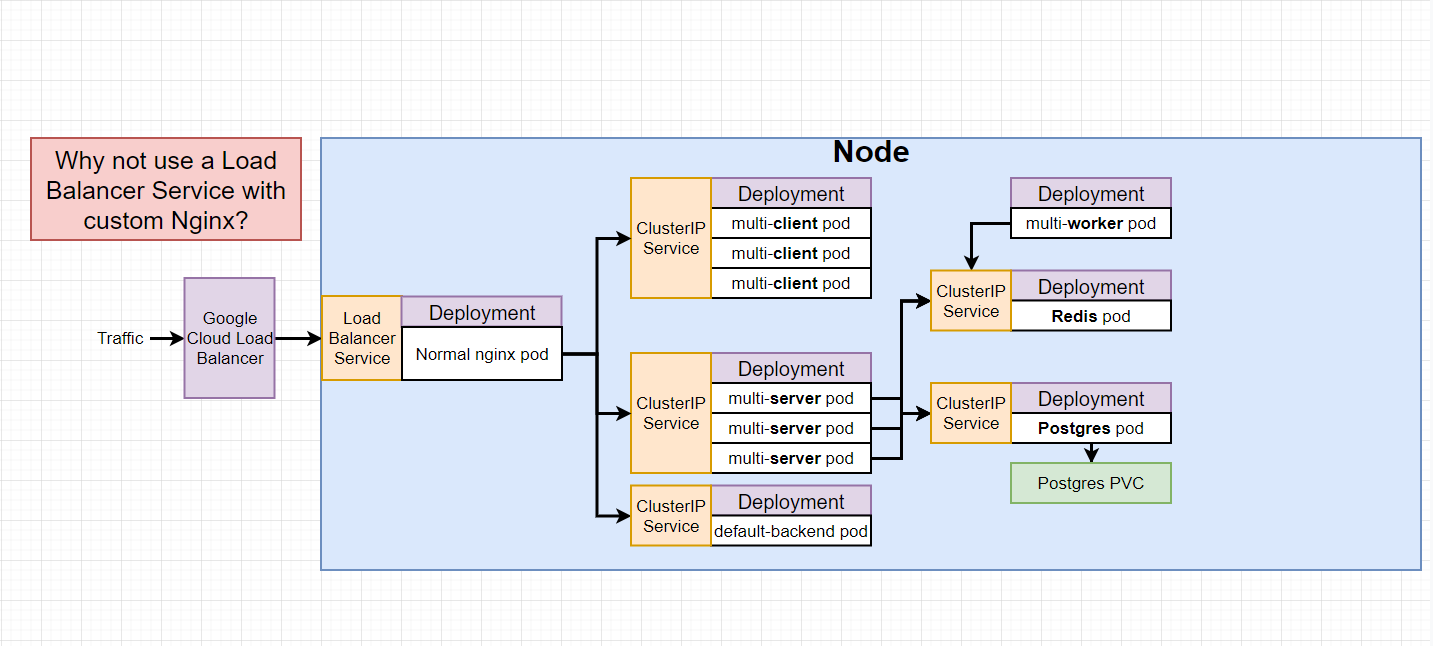 Why not use a Load
Balancer Service with
custom Nginx?
Traffic
Google
Cloud Load
Balancer
Node
Load
Balancer
Service
Deployment
Normal nginx pod
ClusterIP
Service
Deployment
multi-client pod
multi-client pod
multi-client pod
ClusterIP
Service
Deployment
multi-server pod
multi-server pod
multi-server pod
ClusterIP
Service
Deployment
default-backend pod
Deployment
multi-worker pod
ClusterIP
Service
Deployment
Redis pod
ClusterIP
Service
Deployment
Postgres pod
Postgres PVC